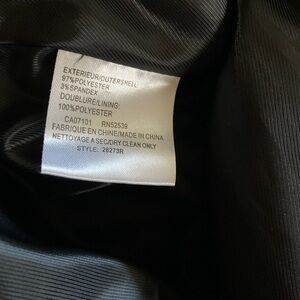 EXTERIEUR/OUTERSHELL:
97%POLYESTER
3%SPANDEX
DOUBLURE/LINING:
100%POLYESTER
CA07101 RN52539
FABRIQUE EN CHINE/MADE IN CHINA
NETTOYAGE A SEC/DRY CLEAN ONLY
STYLE: 26273R